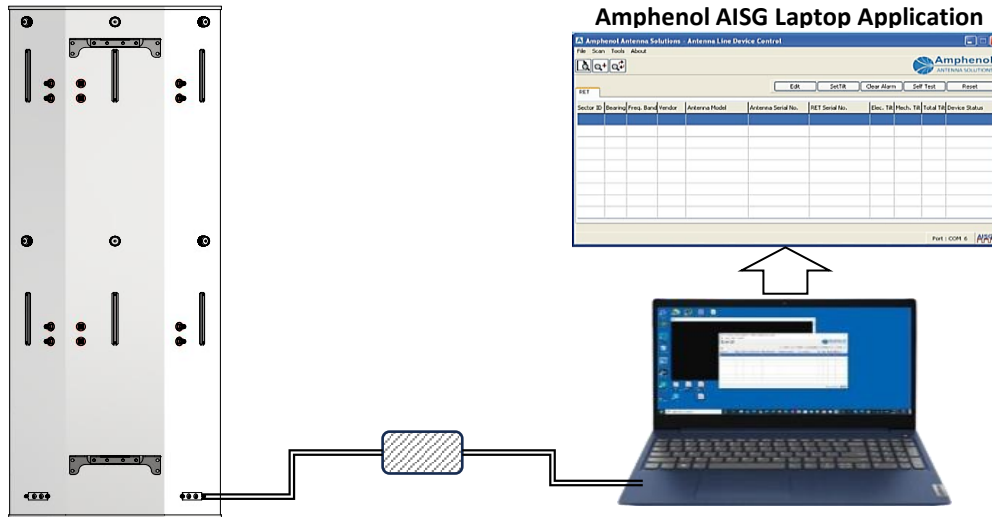 Amphenol AISG Laptop Application
Amphenol Antenna Solutions - Antenna Line Device Control
File Scan Tools About
Amphenol
ANTENNA SOLUTIONS
Edit SetTilt Clear Alarm Self Test Reset
RET
Sector ID Bearing Freq. Band Vendor Antenna Model Antenna Serial No. RET Serial No. Elec. Tilt Mech. Tilt Total Tilt Device Status
Port : COM 6